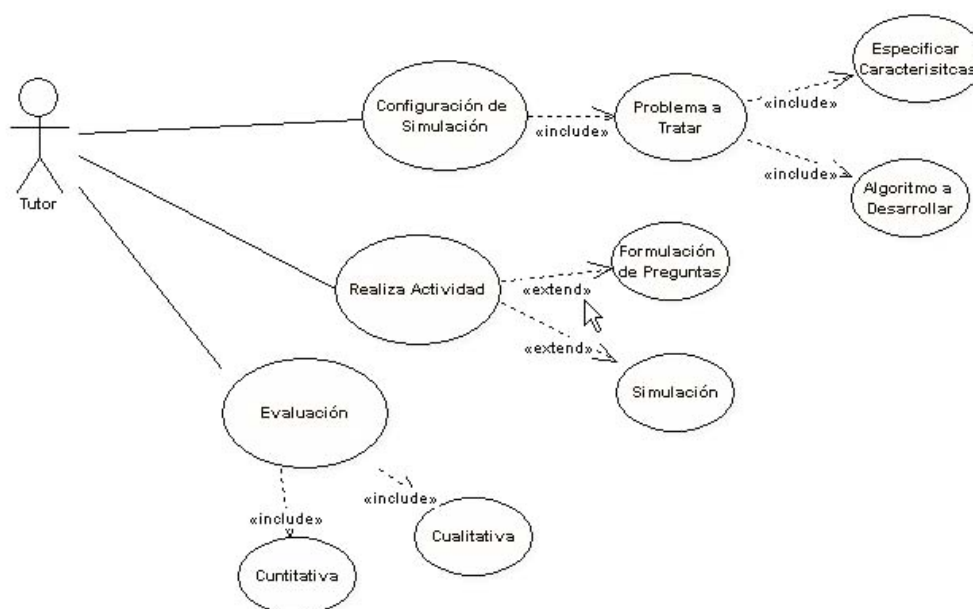 Tutor
Configuración de
Simulación
«include»
Problema a
Tratar
«include»
Especificar
Caracterisitcas
«include»
Algoritmo a
Desarrollar
Realiza Actividad
«extend»
Formulación
de Preguntas
«extend»
Simulación
Evaluación
«include»
Cuntitativa
«include»
Cualitativa